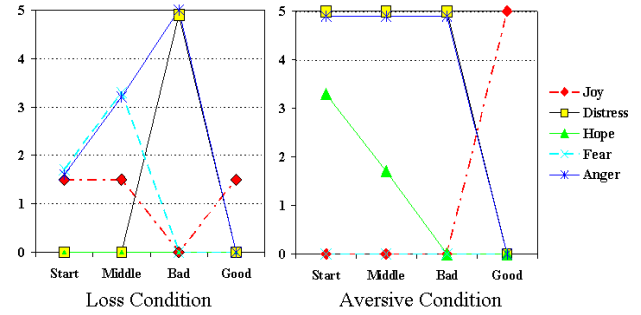 5
4
3
2
1
0
Start Middle Bad Good
Loss Condition
5
4
3
2
1
0
Start Middle Bad Good
Aversive Condition
Joy
Distress
Hope
Fear
Anger